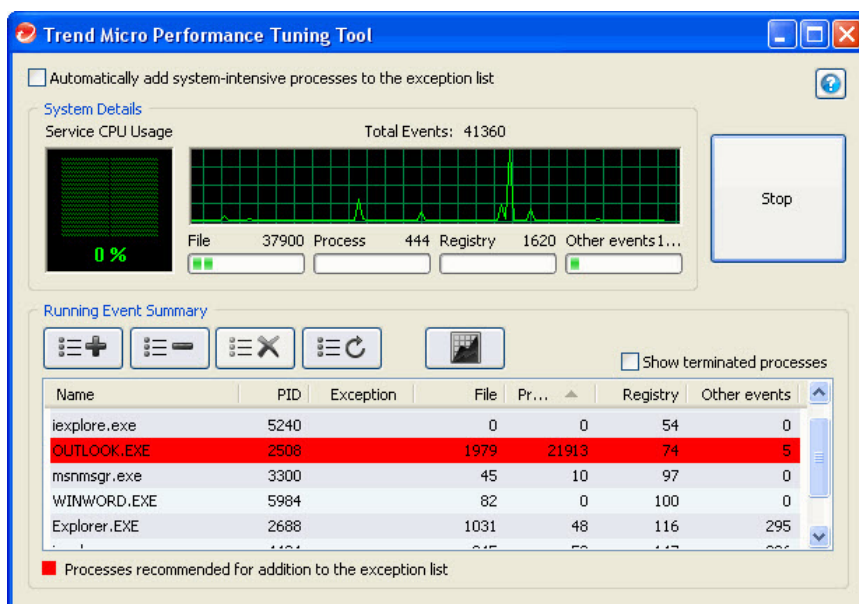 Trend Micro Performance Tuning Tool
Automatically add system-intensive processes to the exception list
System Details
Service CPU Usage
Total Events: 41360
0 %
File 37900 Process 444 Registry 1620 Other events1...
Stop
Running Event Summary
Show terminated processes
Name PID Exception File Pr... Registry Other events
iexplore.exe 5240 0 0 54 0
OUTLOOK.EXE 2508 1979 21913 74 5
msnmsgr.exe 3300 45 10 97 0
WINWORD.EXE 5984 82 0 100 0
Explorer.EXE 2688 1031 48 116 295
Processes recommended for addition to the exception list